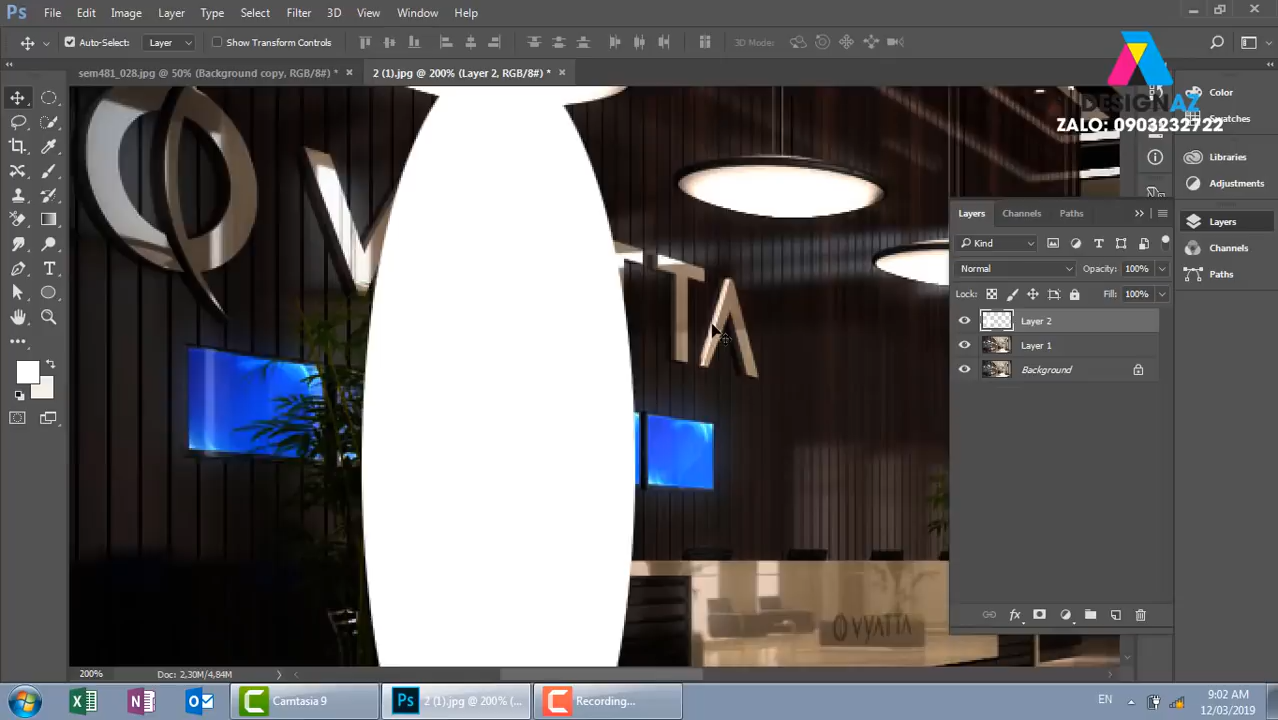 Ps File Edit Image Layer Type Select Filter 3D View Window Help
Auto-Select: Layer Show Transform Controls 3D Mode:
sem481_028.jpg @ 50% (Background copy, RGB/8#) * × 2 (1).jpg @ 200% (Layer 2, RGB/8#) * ×
DESIGNAZ
ZALO: 0903232722
Color
Swatches
Libraries
Adjustments
Layers
Channels
Paths
Layers Channels Paths
Kind
Normal Opacity: 100%
Lock: Fill: 100%
Layer 2
Layer 1
Background
TA
VYATTA
200% Doc: 2,30M/4,84M
Camtasia 9
Ps 2 (1).jpg @ 200% (...
Recording...
EN
9:02 AM
12/03/2019